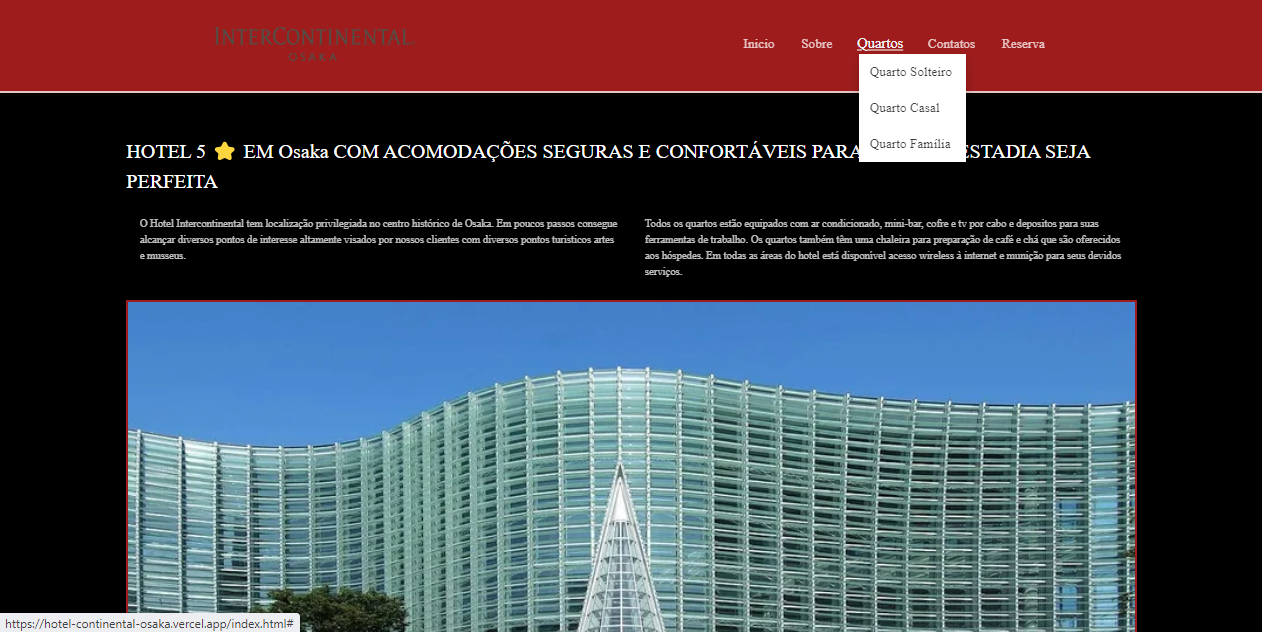 INTERCONTINENTAL
OSAKA
Inicio Sobre Quartos Contatos Reserva
Quarto Solteiro
Quarto Casal
Quarto Família
HOTEL 5 ⭐ EM Osaka COM ACOMODAÇÕES SEGURAS E CONFORTÁVEIS PARA ESTADIA SEJA
PERFEITA
O Hotel Intercontinental tem localização privilegiada no centro histórico de Osaka. Em poucos passos consegue
alcançar diversos pontos de interesse altamente visados por nossos clientes com diversos pontos turisticos artes
e musseus.
Todos os quartos estão equipados com ar condicionado, mini-bar, cofre e tv por cabo e depositos para suas
ferramentas de trabalho. Os quartos também têm uma chaleira para preparação de café e chá que são oferecidos
aos hóspedes. Em todas as áreas do hotel está disponível acesso wireless à internet e munição para seus devidos
serviços.
https://hotel-continental-osaka.vercel.app/index.html#